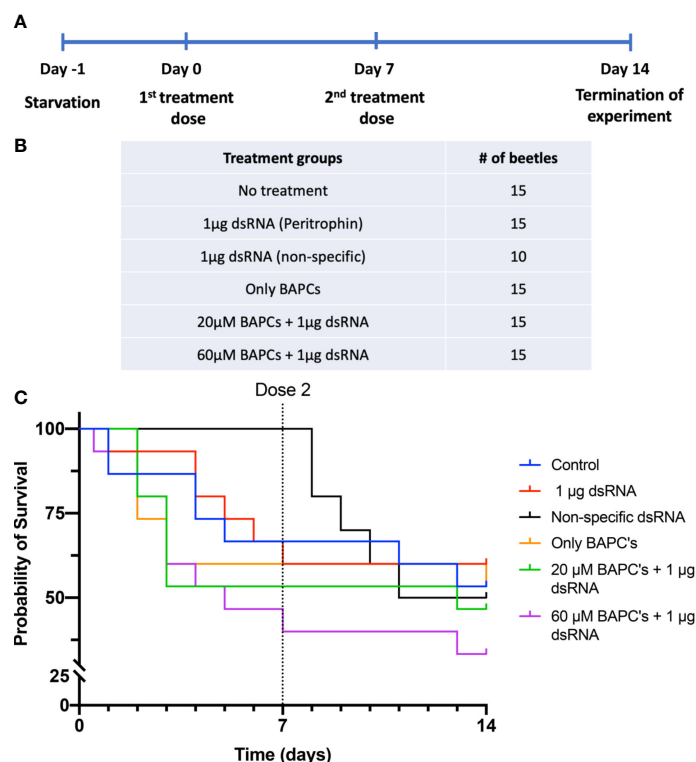 A
Day -1
Day 0
Day 7
Day 14
Starvation
1st treatment
dose
2nd treatment
dose
Termination of
experiment
B
Treatment groups # of beetles
No treatment 15
1µg dsRNA (Peritrophin) 15
1µg dsRNA (non-specific) 10
Only BAPCs 15
20µM BAPCs + 1µg dsRNA 15
60µM BAPCs + 1µg dsRNA 15
C
Dose 2
100
75
50
25
0
Probability of Survival
0
7
14
Time (days)
Control
1 µg dsRNA
Non-specific dsRNA
Only BAPC's
20 µM BAPC's + 1 µg
dsRNA
60 µM BAPC's + 1 µg
dsRNA